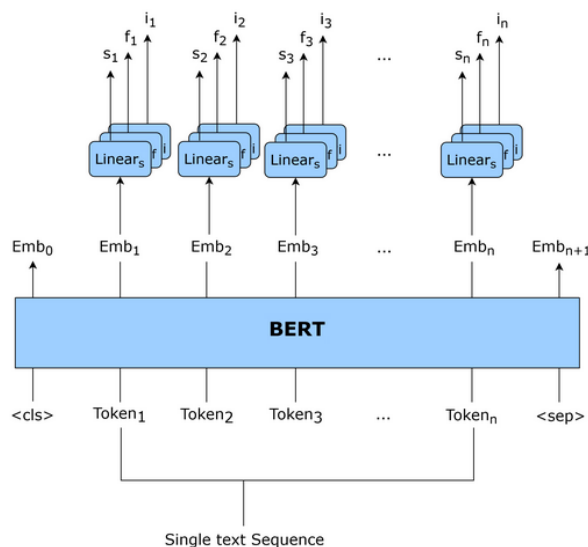 i₁ i₂ i₃ iₙ
f₁ f₂ f₃ ... fₙ
s₁ s₂ s₃ sₙ
Linearₛ f i Linearₛ f i Linearₛ f i ... Linearₛ f i
Emb₀ Emb₁ Emb₂ Emb₃ ... Embₙ Embₙ₊₁
BERT
<cls> Token₁ Token₂ Token₃ ... Tokenₙ <sep>
Single text Sequence